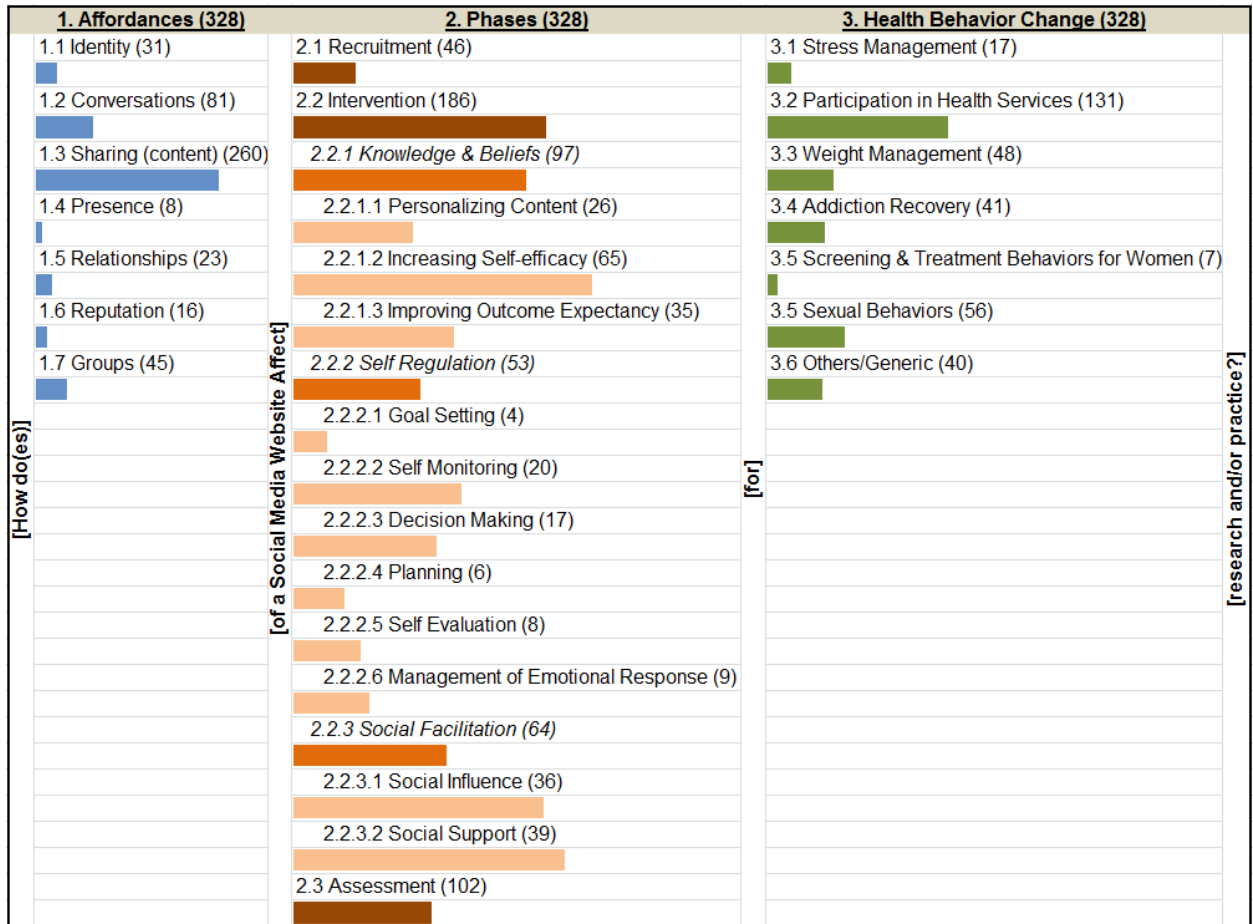 1. Affordances (328)
1.1 Identity (31)
1.2 Conversations (81)
1.3 Sharing (content) (260)
1.4 Presence (8)
1.5 Relationships (23)
1.6 Reputation (16)
1.7 Groups (45)
[How do(es)]
[of a Social Media Website Affect]
2. Phases (328)
2.1 Recruitment (46)
2.2 Intervention (186)
2.2.1 Knowledge & Beliefs (97)
2.2.1.1 Personalizing Content (26)
2.2.1.2 Increasing Self-efficacy (65)
2.2.1.3 Improving Outcome Expectancy (35)
2.2.2 Self Regulation (53)
2.2.2.1 Goal Setting (4)
2.2.2.2 Self Monitoring (20)
2.2.2.3 Decision Making (17)
2.2.2.4 Planning (6)
2.2.2.5 Self Evaluation (8)
2.2.2.6 Management of Emotional Response (9)
2.2.3 Social Facilitation (64)
2.2.3.1 Social Influence (36)
2.2.3.2 Social Support (39)
2.3 Assessment (102)
[for]
3. Health Behavior Change (328)
3.1 Stress Management (17)
3.2 Participation in Health Services (131)
3.3 Weight Management (48)
3.4 Addiction Recovery (41)
3.5 Screening & Treatment Behaviors for Women (7)
3.5 Sexual Behaviors (56)
3.6 Others/Generic (40)
[research and/or practice?]